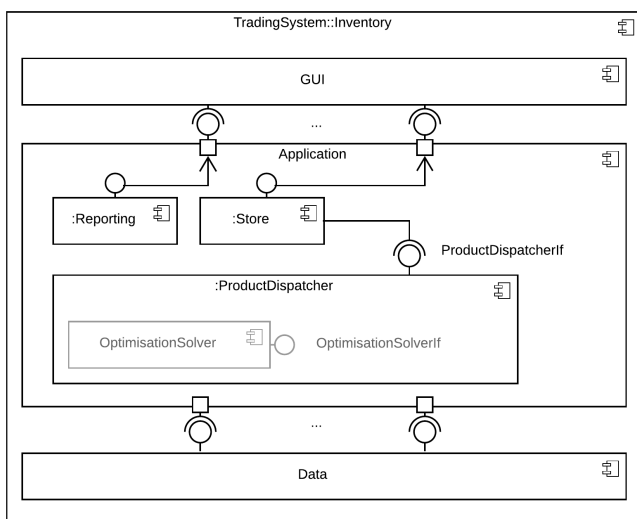 TradingSystem::Inventory
GUI
...
Application
:Reporting
:Store
ProductDispatcherIf
:ProductDispatcher
OptimisationSolver
OptimisationSolverIf
...
Data